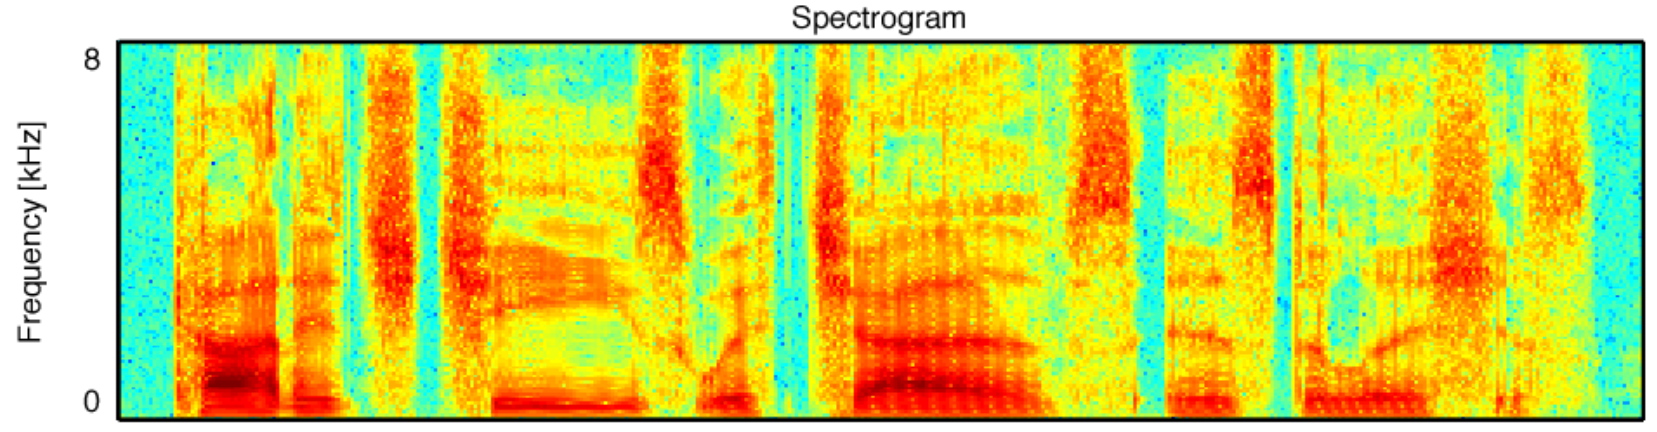 Spectrogram
8
Frequency [kHz]
0